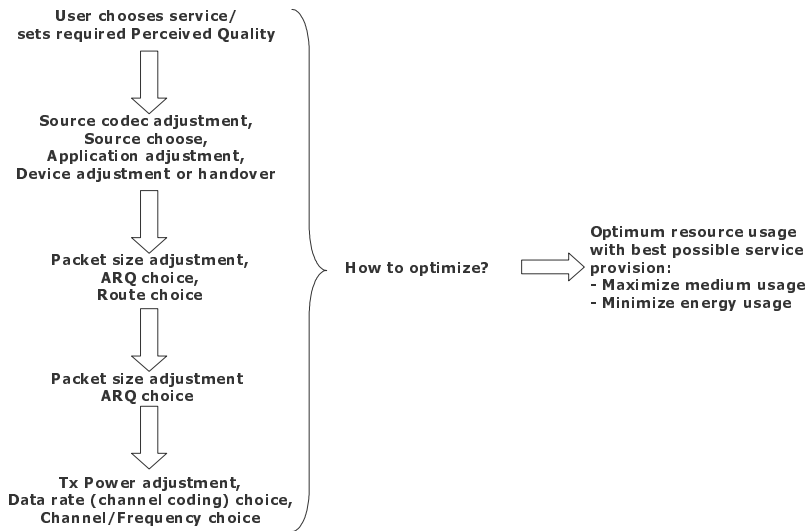 User chooses service/
sets required Perceived Quality
Source codec adjustment,
Source choose,
Application adjustment,
Device adjustment or handover
Packet size adjustment,
ARQ choice,
Route choice
Packet size adjustment
ARQ choice
Tx Power adjustment,
Data rate (channel coding) choice,
Channel/Frequency choice
How to optimize?
Optimum resource usage
with best possible service
provision:
- Maximize medium usage
- Minimize energy usage